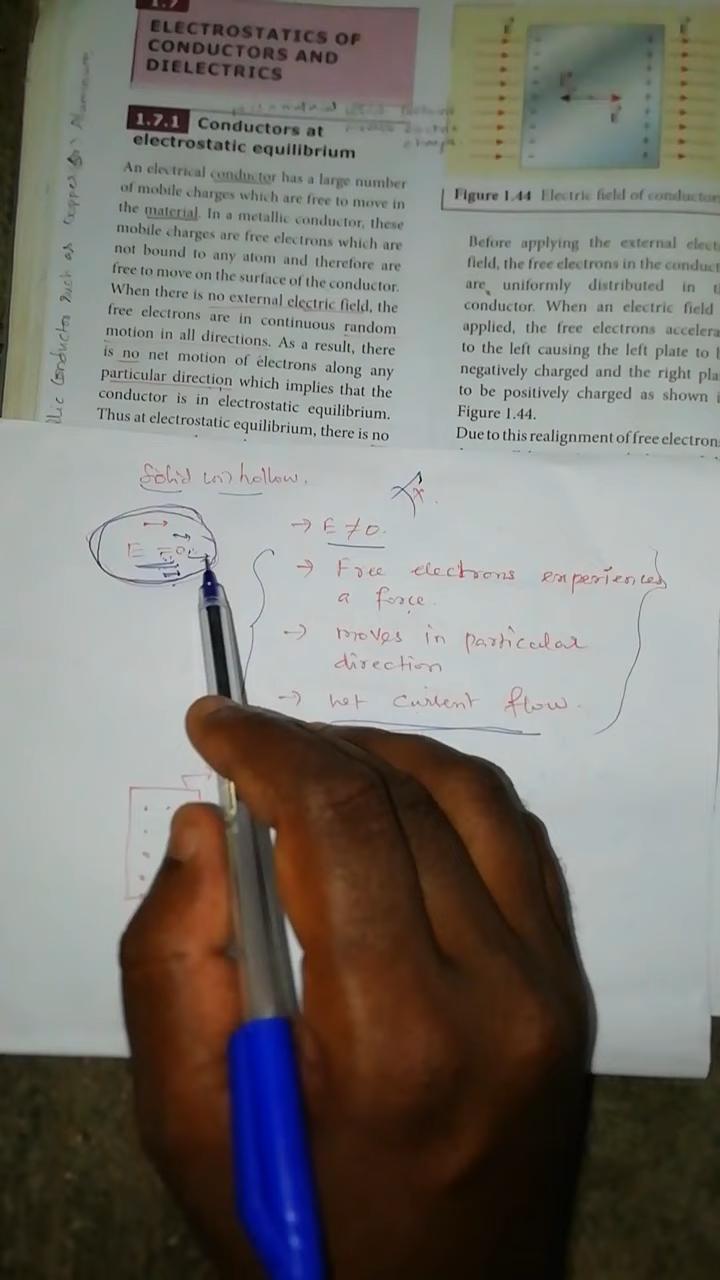 1.7
ELECTROSTATICS OF
CONDUCTORS AND
DIELECTRICS
1.7.1 Conductors at
electrostatic equilibrium
An electrical conductor has a large number
of mobile charges which are free to move in
the material. In a metallic conductor, these
mobile charges are free electrons which are
not bound to any atom and therefore are
free to move on the surface of the conductor.
When there is no external electric field, the
free electrons are in continuous random
motion in all directions. As a result, there
is no net motion of electrons along any
particular direction which implies that the
conductor is in electrostatic equilibrium.
Thus at electrostatic equilibrium, there is no
Conductor such as Copper
Aluminium
E
E
E
Figure 1.44 Electric field of conductor
Before applying the external elect
field, the free electrons in the conduct
are uniformly distributed in t
conductor. When an electric field
applied, the free electrons accelera
to the left causing the left plate to b
negatively charged and the right pla
to be positively charged as shown i
Figure 1.44.
Due to this realignment of free electron
Solid (or) hollow.
E = 0
→ E ≠ 0.
→ Free electrons experiences
a force.
→ moves in particular
direction
→ net current flow.